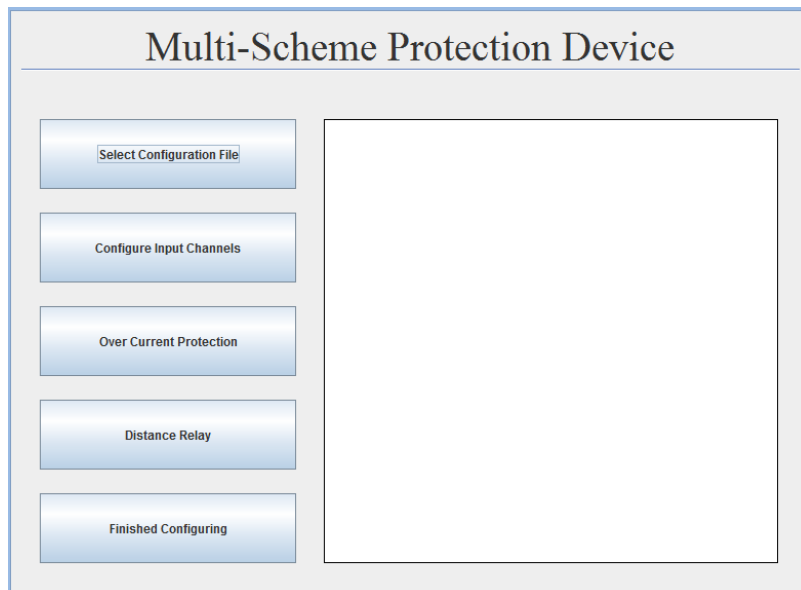 Multi-Scheme Protection Device
Select Configuration File
Configure Input Channels
Over Current Protection
Distance Relay
Finished Configuring